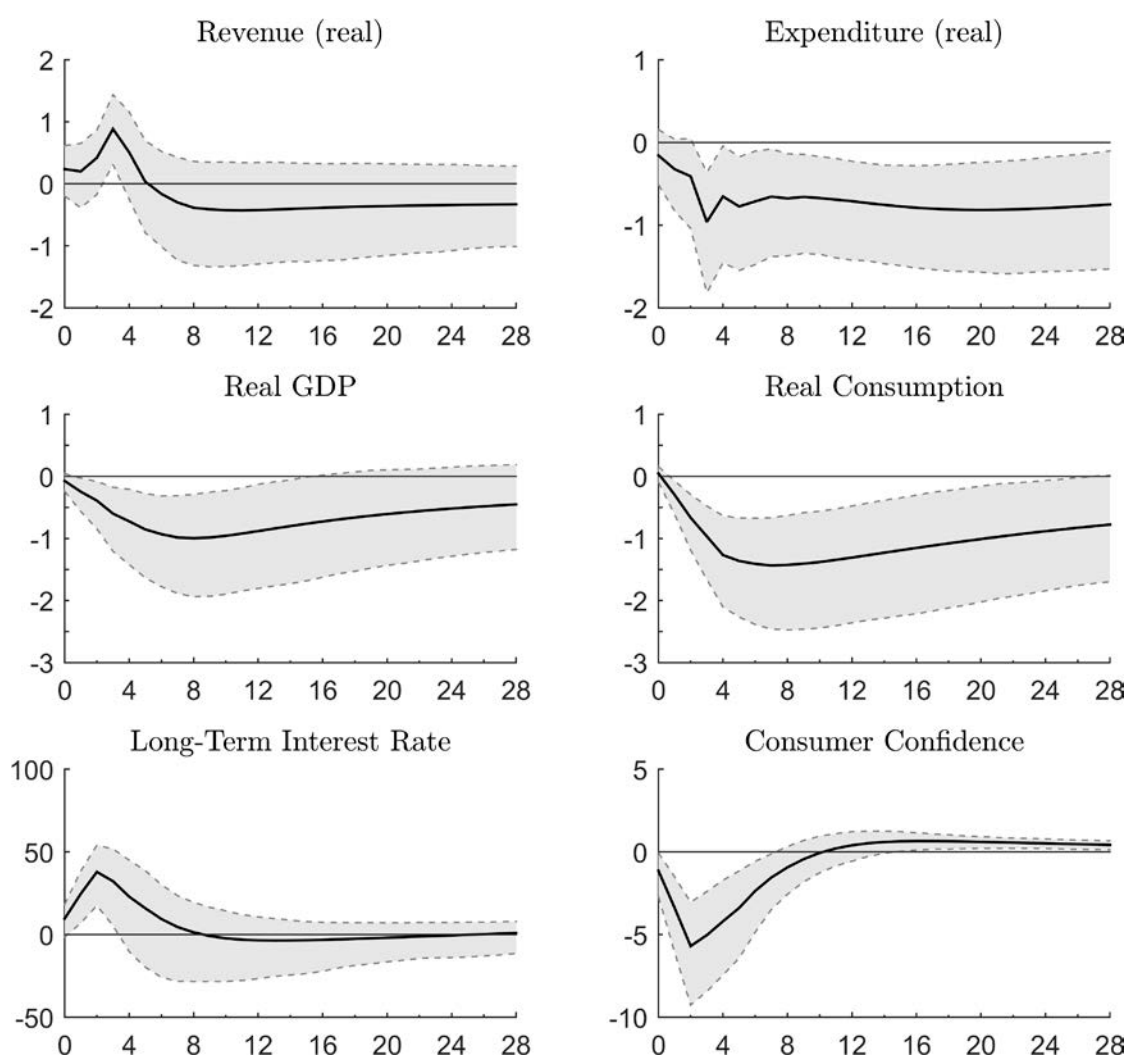 Revenue (real)
2
1
0
-1
-2
0 4 8 12 16 20 24 28
Expenditure (real)
1
0
-1
-2
0 4 8 12 16 20 24 28
Real GDP
1
0
-1
-2
-3
0 4 8 12 16 20 24 28
Real Consumption
1
0
-1
-2
-3
0 4 8 12 16 20 24 28
Long-Term Interest Rate
100
50
0
-50
0 4 8 12 16 20 24 28
Consumer Confidence
5
0
-5
-10
0 4 8 12 16 20 24 28